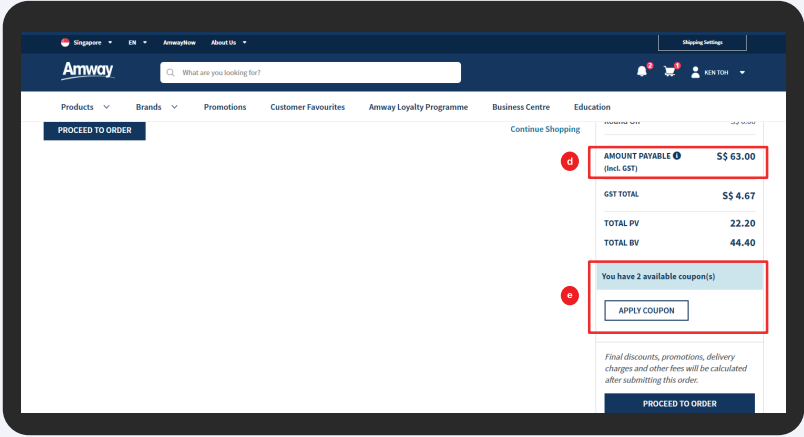 Singapore EN AmwayNow About Us Shipping Settings
Amway What are you looking for? 2 1 KEN TOH
Products Brands Promotions Customer Favourites Amway Loyalty Programme Business Centre Education
PROCEED TO ORDER Continue Shopping
d AMOUNT PAYABLE S$ 63.00
(Incl. GST)
GST TOTAL S$ 4.67
TOTAL PV 22.20
TOTAL BV 44.40
You have 2 available coupon(s)
e
APPLY COUPON
Final discounts, promotions, delivery
charges and other fees will be calculated
after submitting this order.
PROCEED TO ORDER